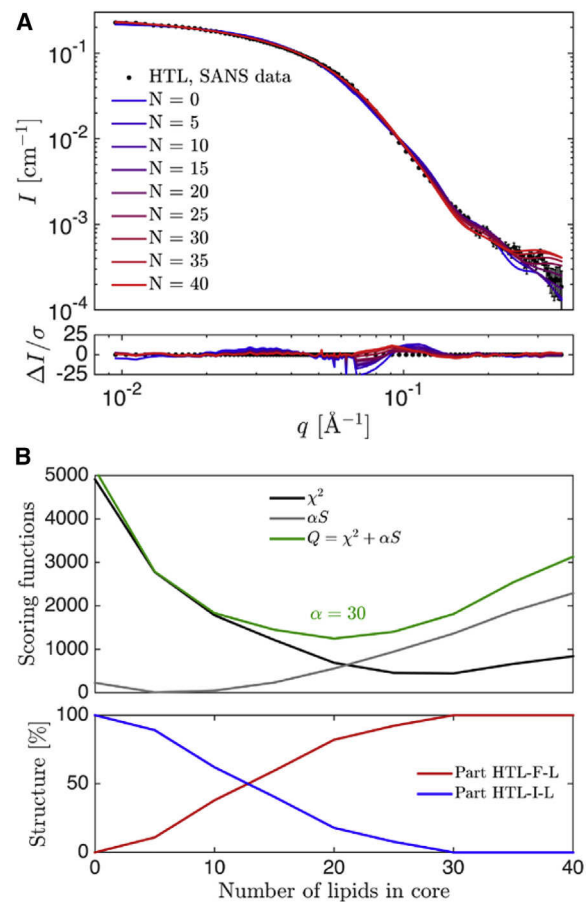 A
10⁻¹
10⁻²
10⁻³
10⁻⁴
I [cm⁻¹]
HTL, SANS data
N = 0
N = 5
N = 10
N = 15
N = 20
N = 25
N = 30
N = 35
N = 40
ΔI/σ
25
0
-25
10⁻² 10⁻¹
q [Å⁻¹]
B
Scoring functions
5000
4000
3000
2000
1000
0
χ²
αS
Q = χ² + αS
α = 30
Structure [%]
100
50
0
Part HTL-F-L
Part HTL-I-L
0 10 20 30 40
Number of lipids in core